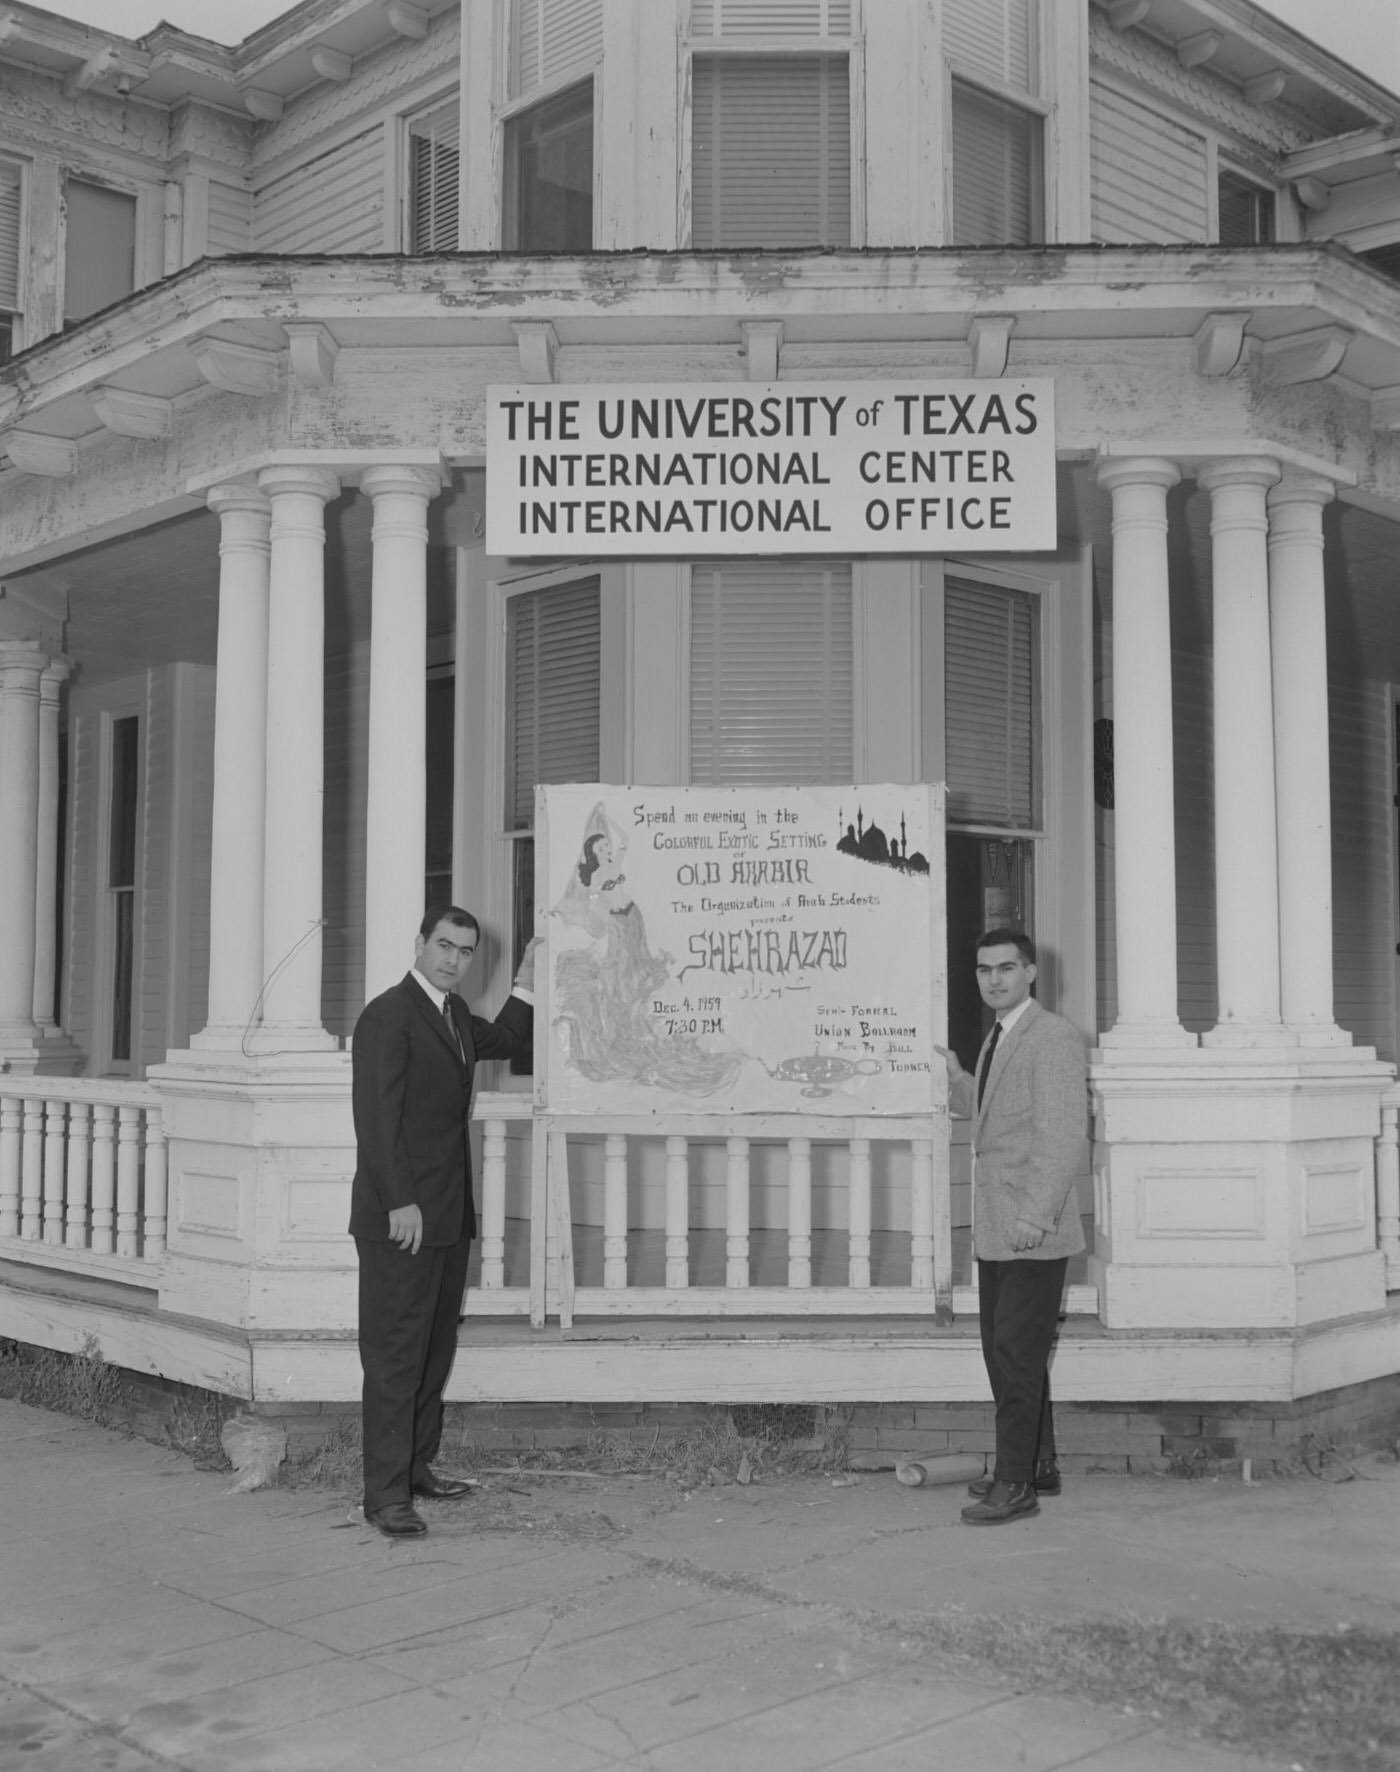 THE UNIVERSITY of TEXAS
INTERNATIONAL CENTER
INTERNATIONAL OFFICE
Spend an evening in the
COLORFUL EXOTIC SETTING
of
OLD ARABIA
The Organization of Arab Students
presents
SHEHRAZAD
شهرزاد
Dec. 4, 1959
7:30 P.M.
SEMI-FORMAL
UNION BALLROOM
Music By BILL
TURNER